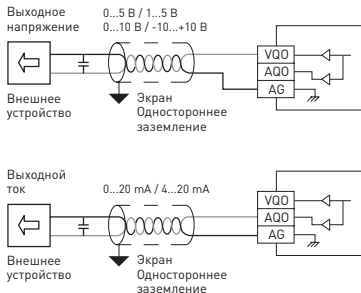 Выходное
напряжение
0...5 В / 1...5 В
0...10 В / -10...+10 В
VQO
AQO
AG
Внешнее
устройство
Экран
Одностороннее
заземление
Выходной
ток
0...20 mA / 4...20 mA
VQO
AQO
AG
Внешнее
устройство
Экран
Одностороннее
заземление